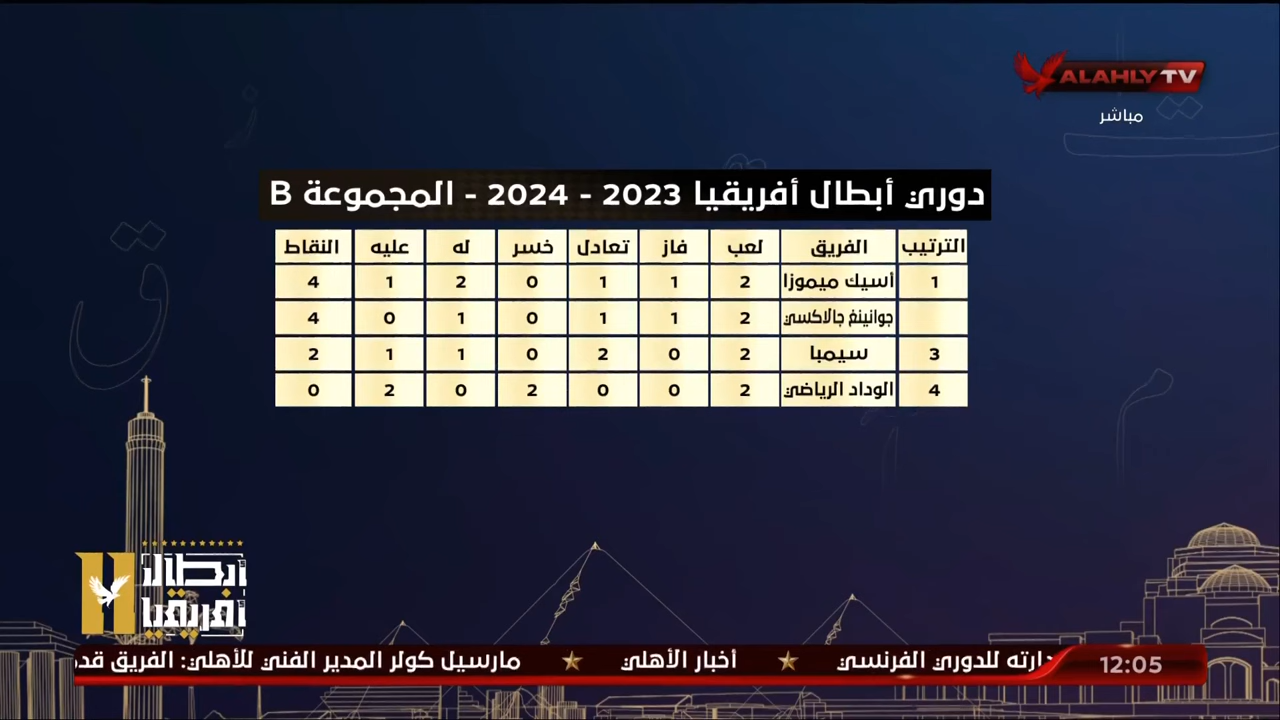 ALAHLY TV
مباشر
دوري أبطال أفريقيا 2023 - 2024 - المجموعة B
الترتيب الفريق لعب فاز تعادل خسر له عليه النقاط
1 أسيك ميموزا 2 1 1 0 2 1 4
جوانينغ جالاكسي 2 1 1 0 1 0 4
3 سيمبا 2 0 2 0 1 1 2
4 الوداد الرياضي 2 0 0 2 0 2 0
أبطال
أفريقيا
11
12:05
دارته للدوري الفرنسي ★ أخبار الأهلي ★ مارسيل كولر المدير الفني للأهلي: الفريق قد